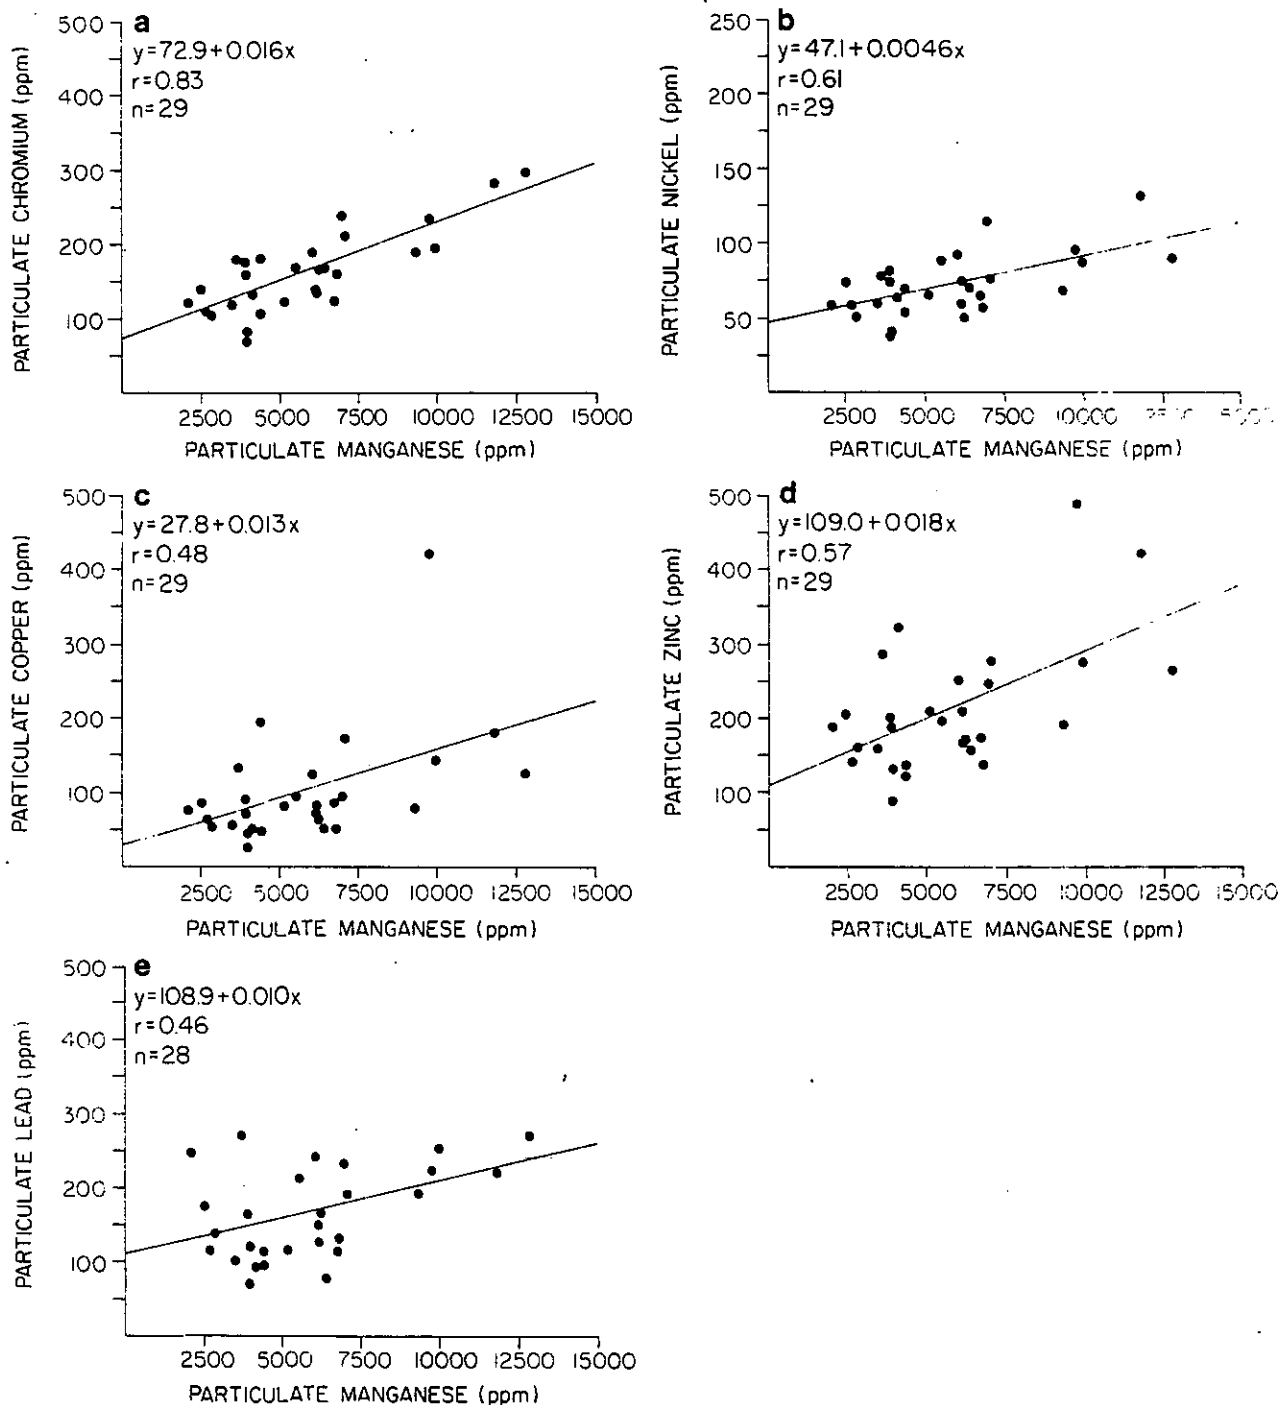 a
y=72.9+0.016x
r=0.83
n=29
500
400
300
200
100
PARTICULATE CHROMIUM (ppm)
2500 5000 7500 10000 12500 15000
PARTICULATE MANGANESE (ppm)
b
y=47.1+0.0046x
r=0.61
n=29
250
200
150
100
50
PARTICULATE NICKEL (ppm)
2500 5000 7500 10000
PARTICULATE MANGANESE (ppm)
c
y=27.8+0.013x
r=0.48
n=29
500
400
300
200
100
PARTICULATE COPPER (ppm)
2500 5000 7500 10000 12500 15000
PARTICULATE MANGANESE (ppm)
d
y=109.0+0.018x
r=0.57
n=29
500
400
300
200
100
PARTICULATE ZINC (ppm)
2500 5000 7500 10000 12500 15000
PARTICULATE MANGANESE (ppm)
e
y=108.9+0.010x
r=0.46
n=28
500
400
300
200
100
PARTICULATE LEAD (ppm)
2500 5000 7500 10000 12500 15000
PARTICULATE MANGANESE (ppm)